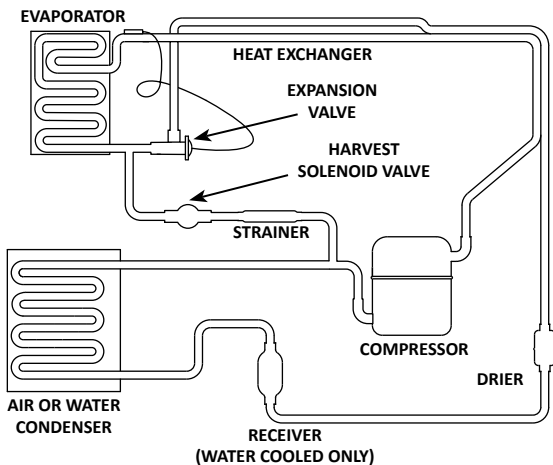 EVAPORATOR
HEAT EXCHANGER
EXPANSION
VALVE
HARVEST
SOLENOID VALVE
STRAINER
COMPRESSOR
DRIER
AIR OR WATER
CONDENSER
RECEIVER
(WATER COOLED ONLY)